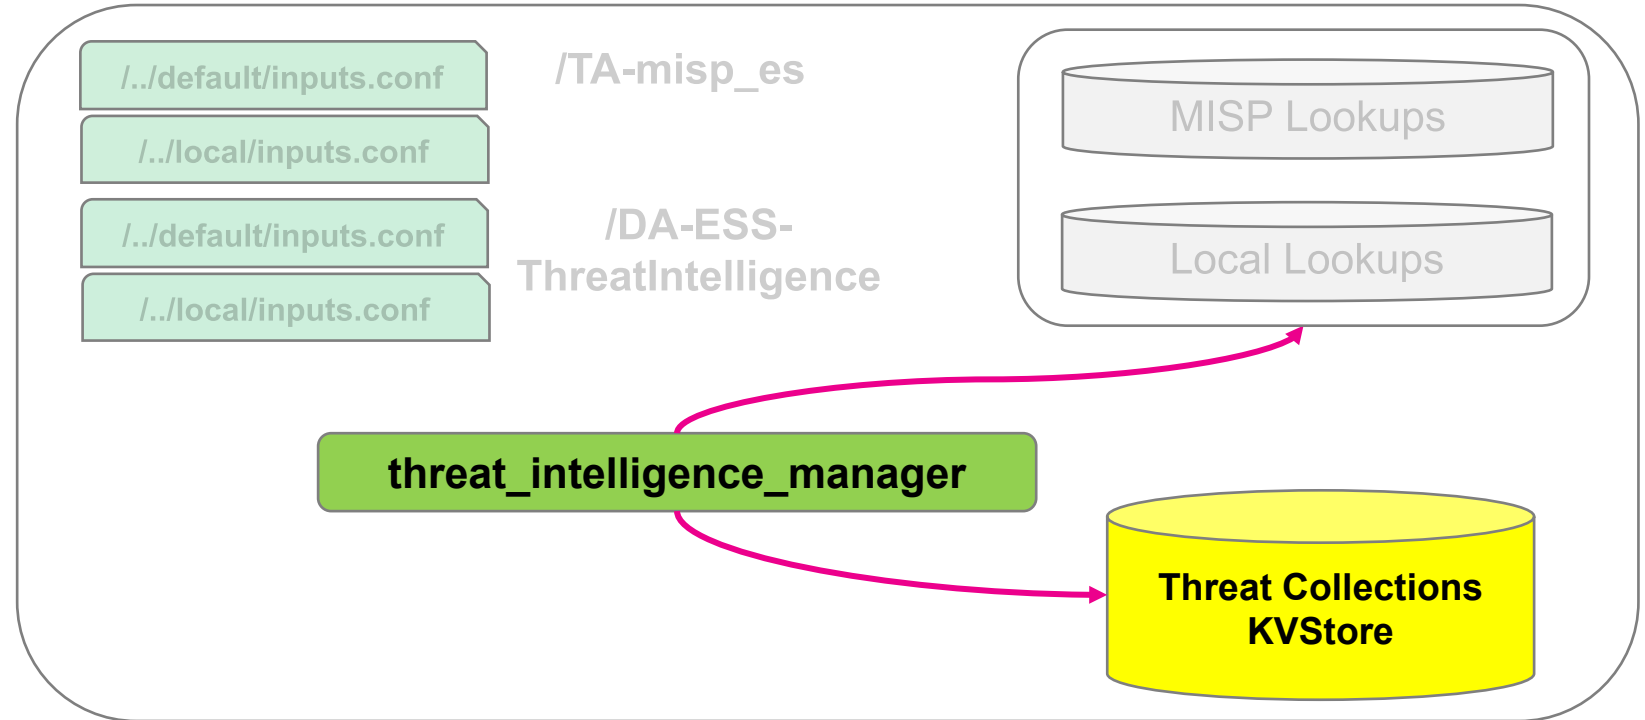 /../default/inputs.conf
/../local/inputs.conf
/TA-misp_es
/../default/inputs.conf
/../local/inputs.conf
/DA-ESS-
ThreatIntelligence
MISP Lookups
Local Lookups
threat_intelligence_manager
Threat Collections
KVStore